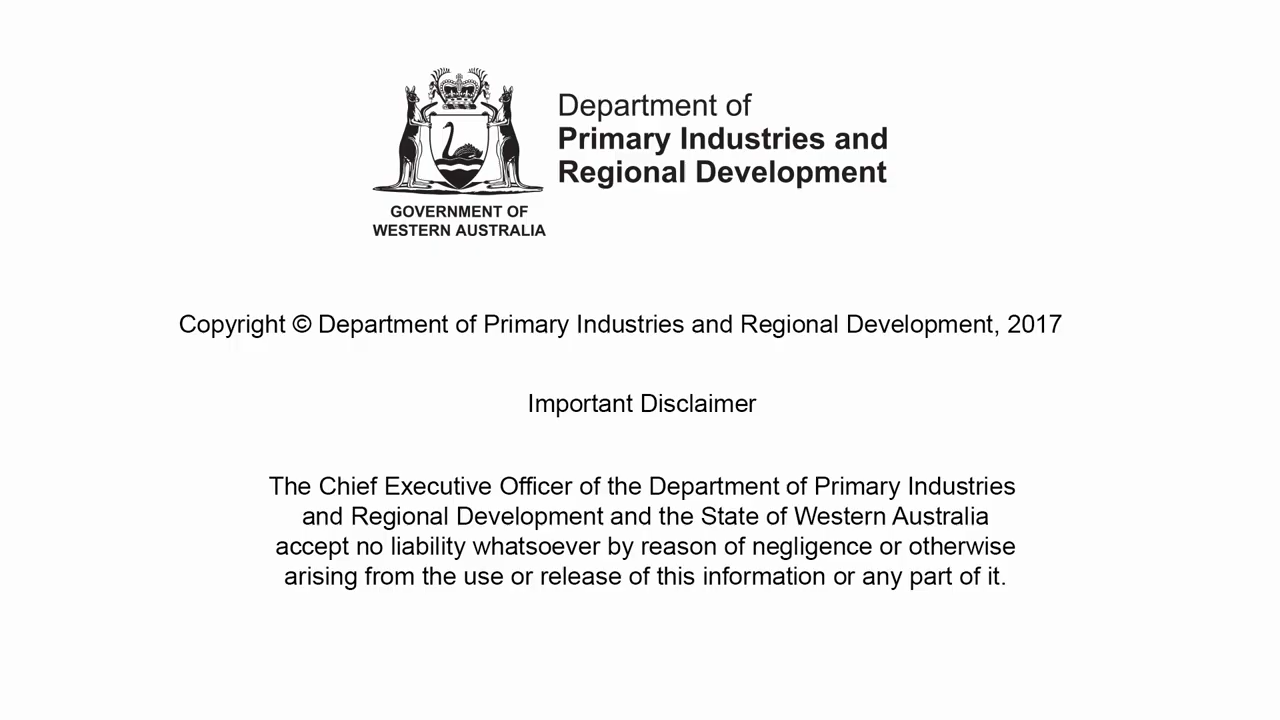 Department of
Primary Industries and
Regional Development
GOVERNMENT OF
WESTERN AUSTRALIA
Copyright © Department of Primary Industries and Regional Development, 2017
Important Disclaimer
The Chief Executive Officer of the Department of Primary Industries
and Regional Development and the State of Western Australia
accept no liability whatsoever by reason of negligence or otherwise
arising from the use or release of this information or any part of it.